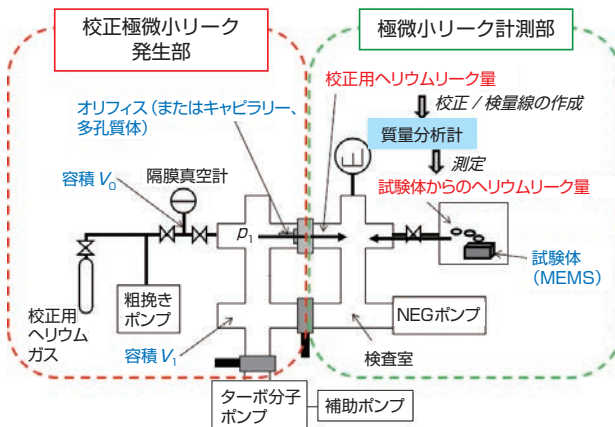 校正極微小リーク
発生部
極微小リーク計測部
オリフィス（またはキャピラリー、
多孔質体）
校正用ヘリウムリーク量
校正 / 検量線の作成
質量分析計
測定
試験体からのヘリウムリーク量
隔膜真空計
容積 V0
p1
試験体
（MEMS）
粗挽き
ポンプ
校正用
ヘリウム
ガス
容積 V1
NEGポンプ
検査室
ターボ分子
ポンプ
補助ポンプ